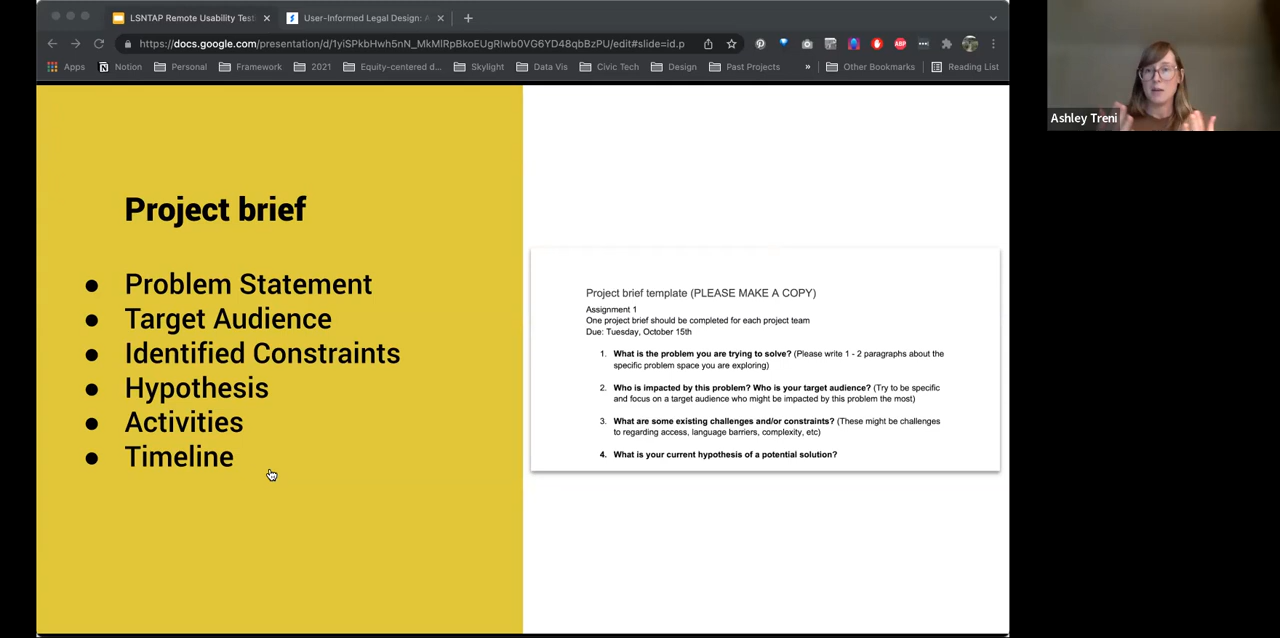 LSNTAP Remote Usability Test
User-Informed Legal Design: A
https://docs.google.com/presentation/d/1yiSPkbHwh5nN_MkMlRpBkoEUgRIwb0VG6YD48qbBzPU/edit#slide=id.p
Apps
Notion
Personal
Framework
2021
Equity-centered d...
Skylight
Data Vis
Civic Tech
Design
Past Projects
»
Other Bookmarks
Reading List
ABP
Ashley Treni
Project brief
● Problem Statement
● Target Audience
● Identified Constraints
● Hypothesis
● Activities
● Timeline
Project brief template (PLEASE MAKE A COPY)
Assignment 1
One project brief should be completed for each project team
Due: Tuesday, October 15th
1. What is the problem you are trying to solve? (Please write 1 - 2 paragraphs about the
specific problem space you are exploring)
2. Who is impacted by this problem? Who is your target audience? (Try to be specific
and focus on a target audience who might be impacted by this problem the most)
3. What are some existing challenges and/or constraints? (These might be challenges
to regarding access, language barriers, complexity, etc)
4. What is your current hypothesis of a potential solution?